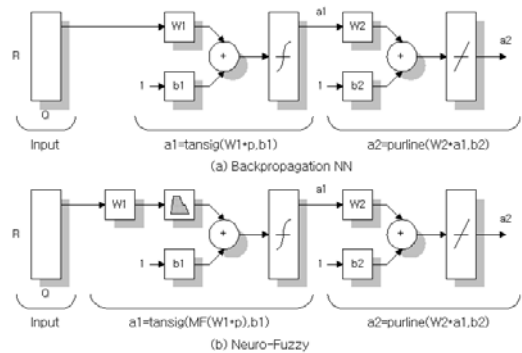 a1
a2
W1
W2
R
1
b1
1
b2
Q
Input
a1=tansig(W1•p,b1)
a2=purline(W2•a1,b2)
(a) Backpropagation NN
a1
a2
W1
W2
R
1
b1
1
b2
Q
Input
a1=tansig(MF(W1•p),b1)
a2=purline(W2•a1,b2)
(b) Neuro-Fuzzy
+
+
+
+